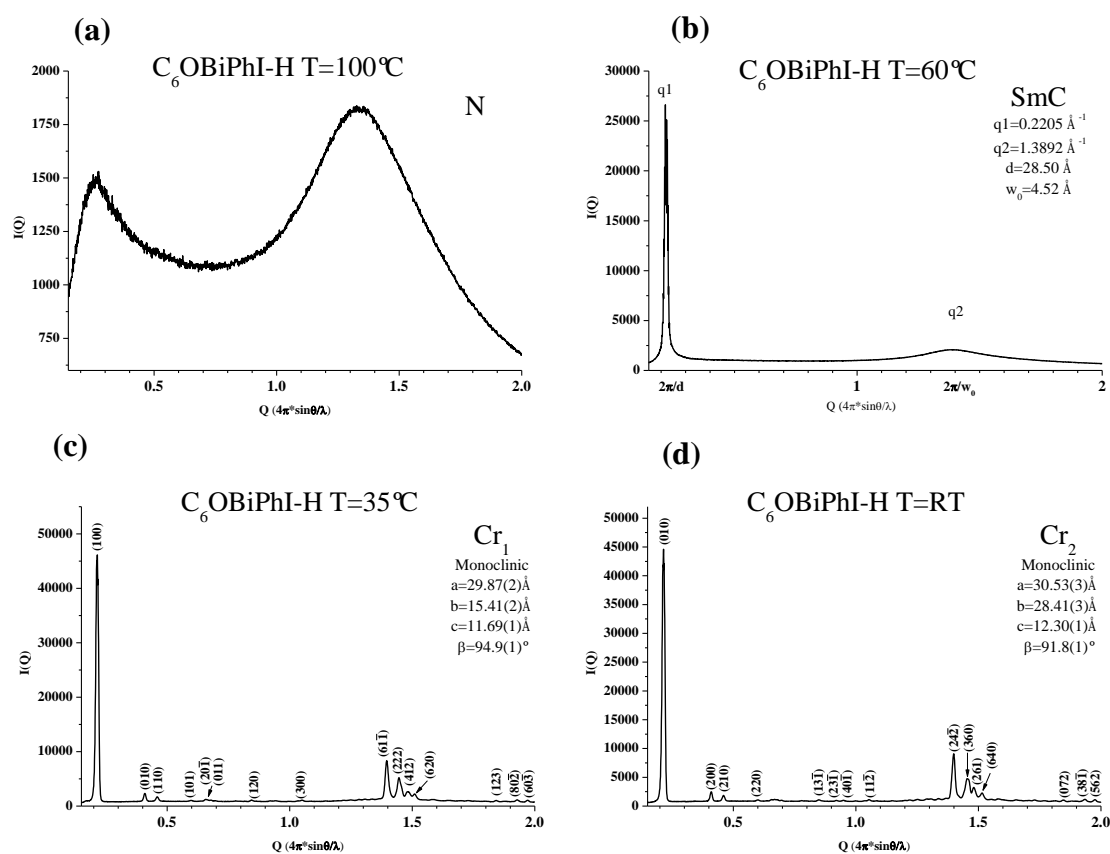 (a)
C₆OBiPhI-H T=100°C
N
2000
1750
1500
1250
1000
750
I(Q)
0.5
1.0
1.5
2.0
Q (4π*sinθ/λ)
(b)
C₆OBiPhI-H T=60°C
q1
SmC
q1=0.2205 Å⁻¹
q2=1.3892 Å⁻¹
d=28.50 Å
w₀=4.52 Å
q2
30000
25000
20000
15000
10000
5000
0
I(Q)
2π/d
1
2π/w₀
2
Q (4π*sinθ/λ)
(c)
C₆OBiPhI-H T=35°C
Cr₁
Monoclinic
a=29.87(2)Å
b=15.41(2)Å
c=11.69(1)Å
β=94.9(1)º
50000
40000
30000
20000
10000
0
I(Q)
(100)
(010)
(110)
(101)
(201̄)
(011)
(120)
(300)
(611̄)
(222)
(412)
(620)
(123)
(802̄)
(603̄)
0.5
1.0
1.5
2.0
Q (4π*sinθ/λ)
(d)
C₆OBiPhI-H T=RT
Cr₂
Monoclinic
a=30.53(3)Å
b=28.41(3)Å
c=12.30(1)Å
β=91.8(1)º
50000
45000
40000
35000
30000
25000
20000
15000
10000
5000
0
I(Q)
(010)
(200)
(210)
(220)
(131̄)
(231̄)
(401̄)
(112̄)
(242̄)
(360)
(261)
(640)
(072)
(381̄)
(562)
0.5
1.0
1.5
2.0
Q (4π*sinθ/λ)